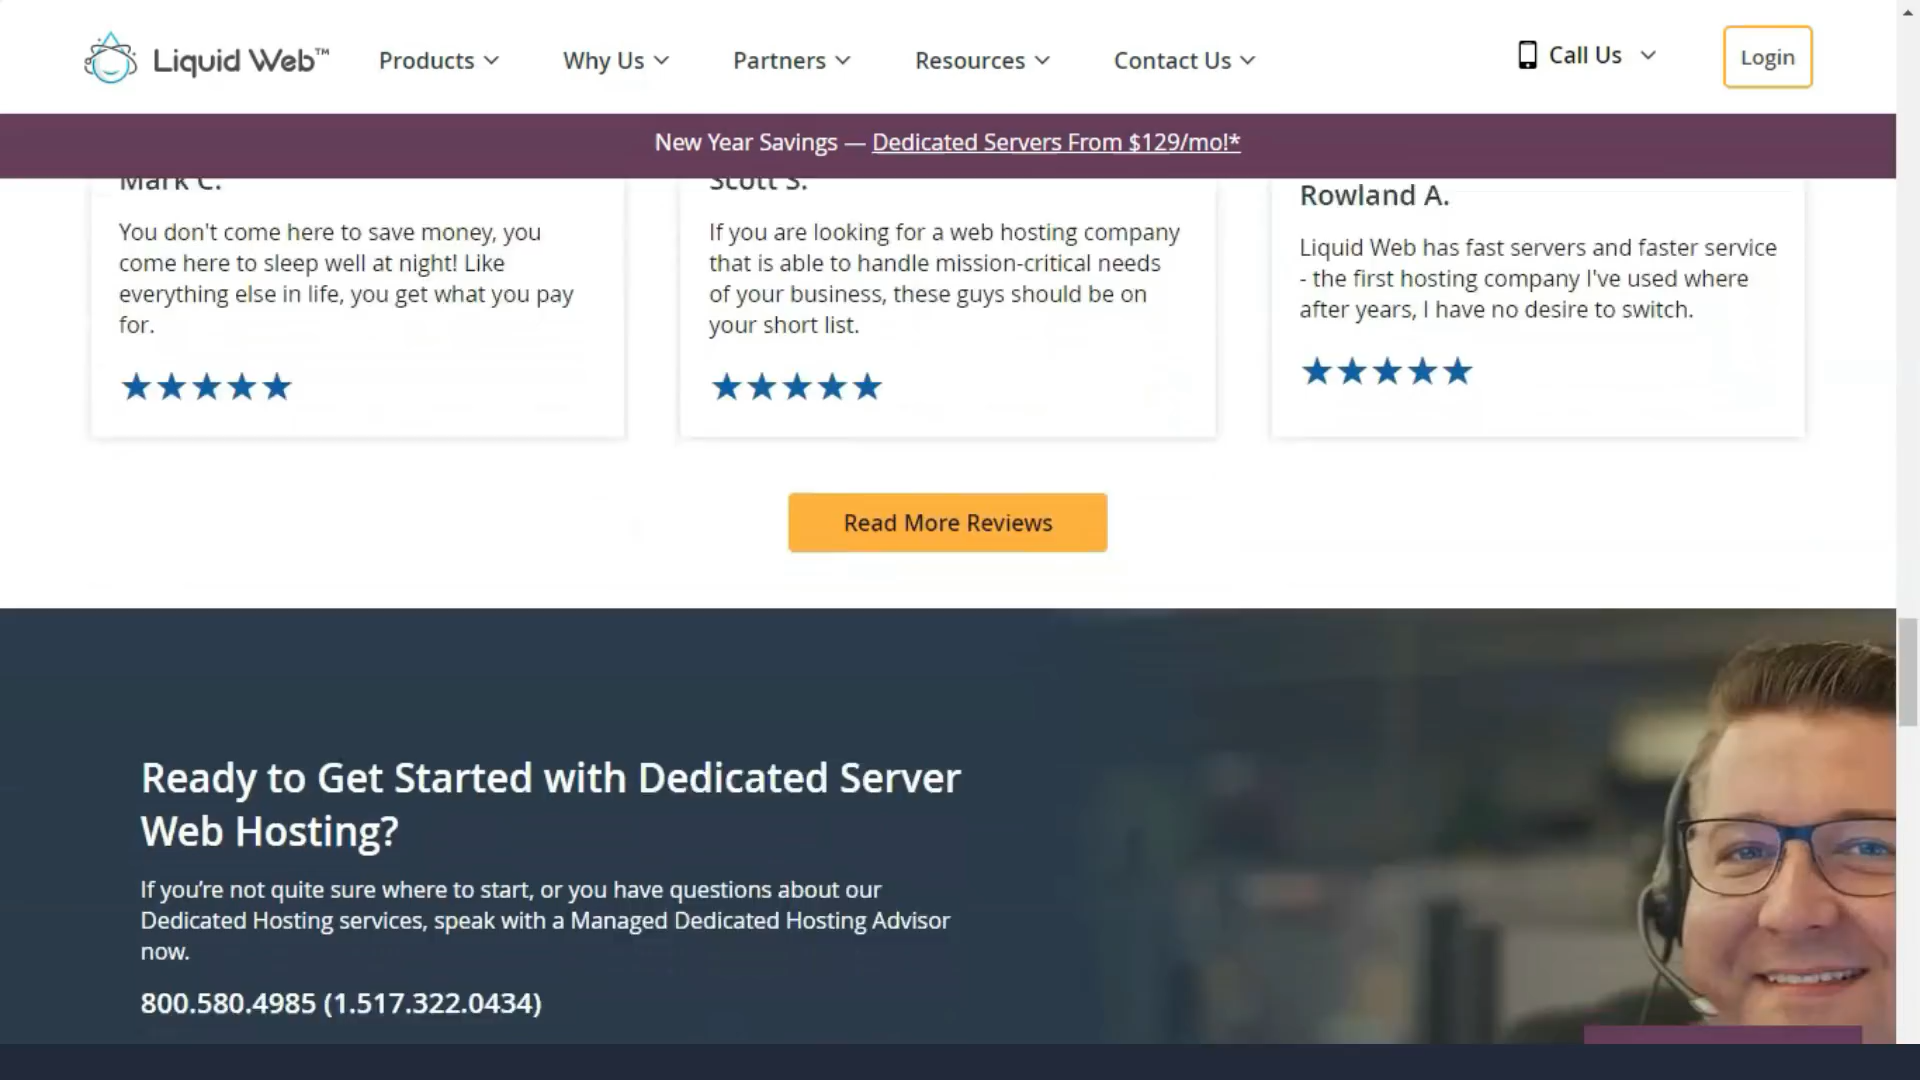 Liquid Web™
Products
Why Us
Partners
Resources
Contact Us
Call Us
Login
New Year Savings — Dedicated Servers From $129/mo!*
Mark C.
You don't come here to save money, you
come here to sleep well at night! Like
everything else in life, you get what you pay
for.
Scott S.
If you are looking for a web hosting company
that is able to handle mission-critical needs
of your business, these guys should be on
your short list.
Rowland A.
Liquid Web has fast servers and faster service
- the first hosting company I've used where
after years, I have no desire to switch.
Read More Reviews
Ready to Get Started with Dedicated Server
Web Hosting?
If you’re not quite sure where to start, or you have questions about our
Dedicated Hosting services, speak with a Managed Dedicated Hosting Advisor
now.
800.580.4985 (1.517.322.0434)